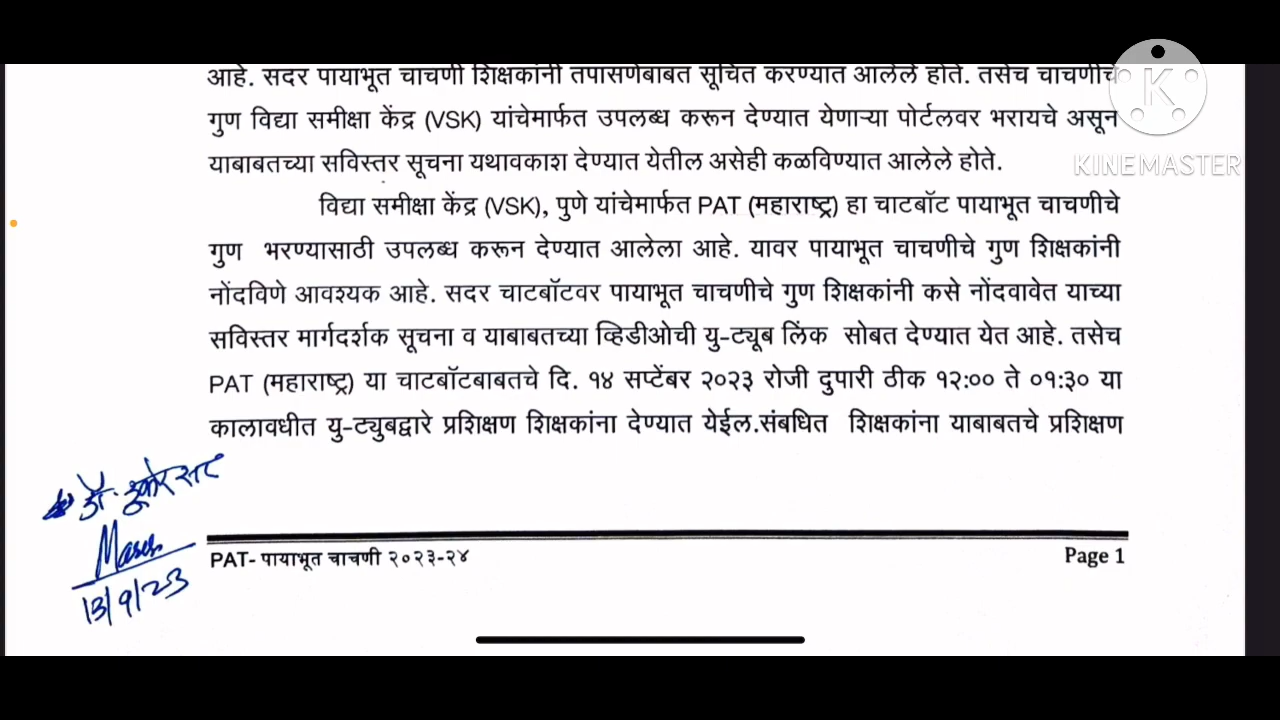 आहे. सदर पायाभूत चाचणी शिक्षकांनी तपासणेबाबत सूचित करण्यात आलेले होते. तसेच चाचणीचे
गुण विद्या समीक्षा केंद्र (VSK) यांचेमार्फत उपलब्ध करून देण्यात येणाऱ्या पोर्टलवर भरायचे असून
याबाबतच्या सविस्तर सूचना यथावकाश देण्यात येतील असेही कळविण्यात आलेले होते.
KINEMASTER
विद्या समीक्षा केंद्र (VSK), पुणे यांचेमार्फत PAT (महाराष्ट्र) हा चाटबॉट पायाभूत चाचणीचे
गुण भरण्यासाठी उपलब्ध करून देण्यात आलेला आहे. यावर पायाभूत चाचणीचे गुण शिक्षकांनी
नोंदविणे आवश्यक आहे. सदर चाटबॉटवर पायाभूत चाचणीचे गुण शिक्षकांनी कसे नोंदवावेत याच्या
सविस्तर मार्गदर्शक सूचना व याबाबतच्या व्हिडीओची यु-ट्यूब लिंक सोबत देण्यात येत आहे. तसेच
PAT (महाराष्ट्र) या चाटबॉटबाबतचे दि. १४ सप्टेंबर २०२३ रोजी दुपारी ठीक १२:०० ते ०१:३० या
कालावधीत यु-ट्युबद्वारे प्रशिक्षण शिक्षकांना देण्यात येईल.संबधित शिक्षकांना याबाबतचे प्रशिक्षण
डॉ.
13/9/23
PAT- पायाभूत चाचणी २०२३-२४
Page 1